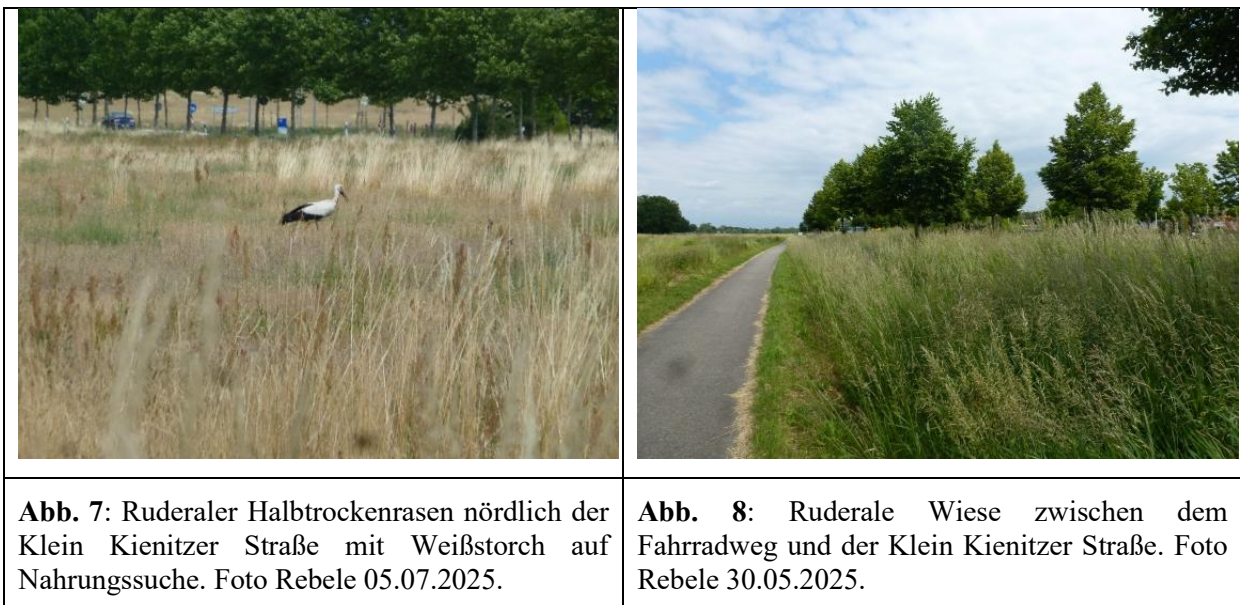 Abb. 7: Ruderaler Halbtrockenrasen nördlich der
Klein Kienitzer Straße mit Weißstorch auf
Nahrungssuche. Foto Rebele 05.07.2025.
Abb. 8: Ruderale Wiese zwischen dem
Fahrradweg und der Klein Kienitzer Straße. Foto
Rebele 30.05.2025.